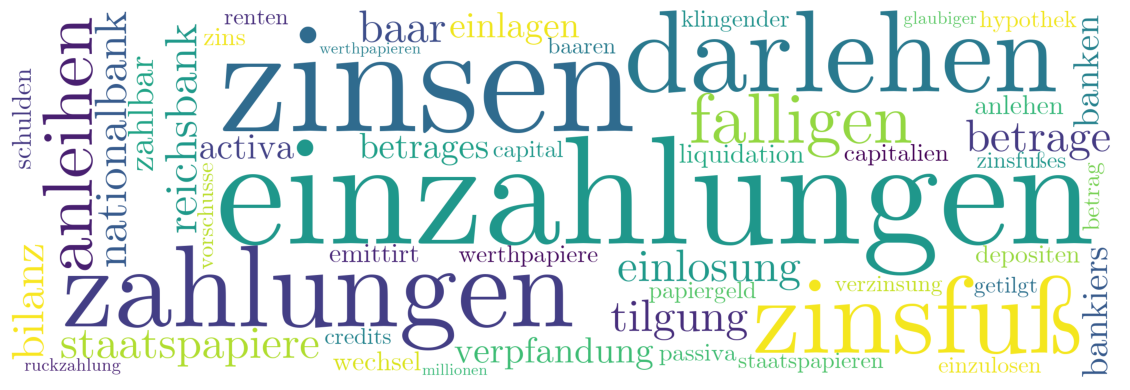 renten
baar
einlagen
klingender
glaubiger
hypothek
zins
werthpapieren
baaren
zinsen
darlehen
schulden
anleihen
nationalbank
zahlbar
reichsbank
banken
falligen
anlehen
betrage
activa
betrages
capital
liquidation
capitalien
zinsfußes
vorschusse
einzahlungen
betrag
bilanz
zahlungen
emittirt
werthpapiere
einlosung
depositen
bankiers
papiergeld
verzinsung
getilgt
tilgung
zinsfuß
staatspapiere
credits
verpfandung
passiva
staatspapieren
ruckzahlung
wechsel
millionen
einzulosen